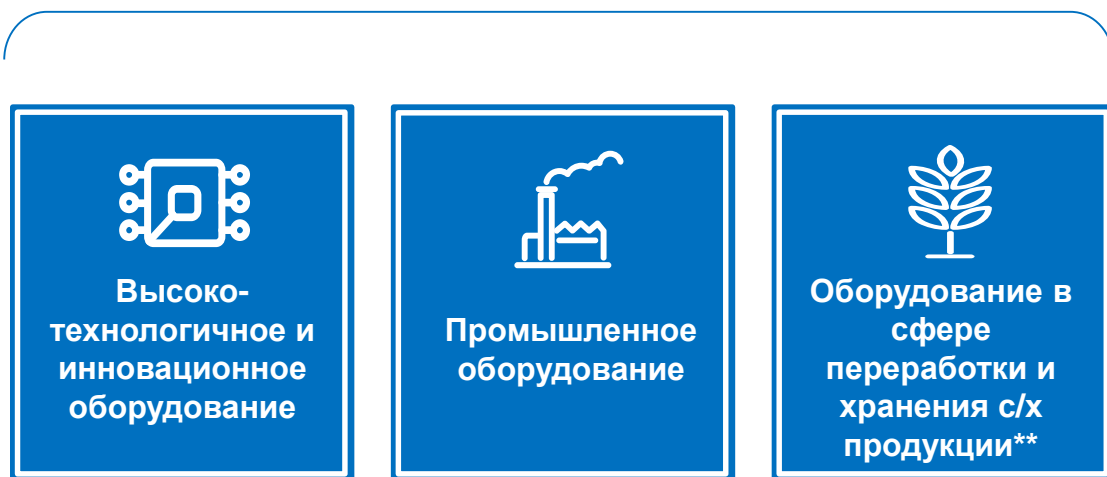 Высоко-
технологичное и
инновационное
оборудование
Промышленное
оборудование
Оборудование в
сфере
переработки и
хранения с/х
продукции**